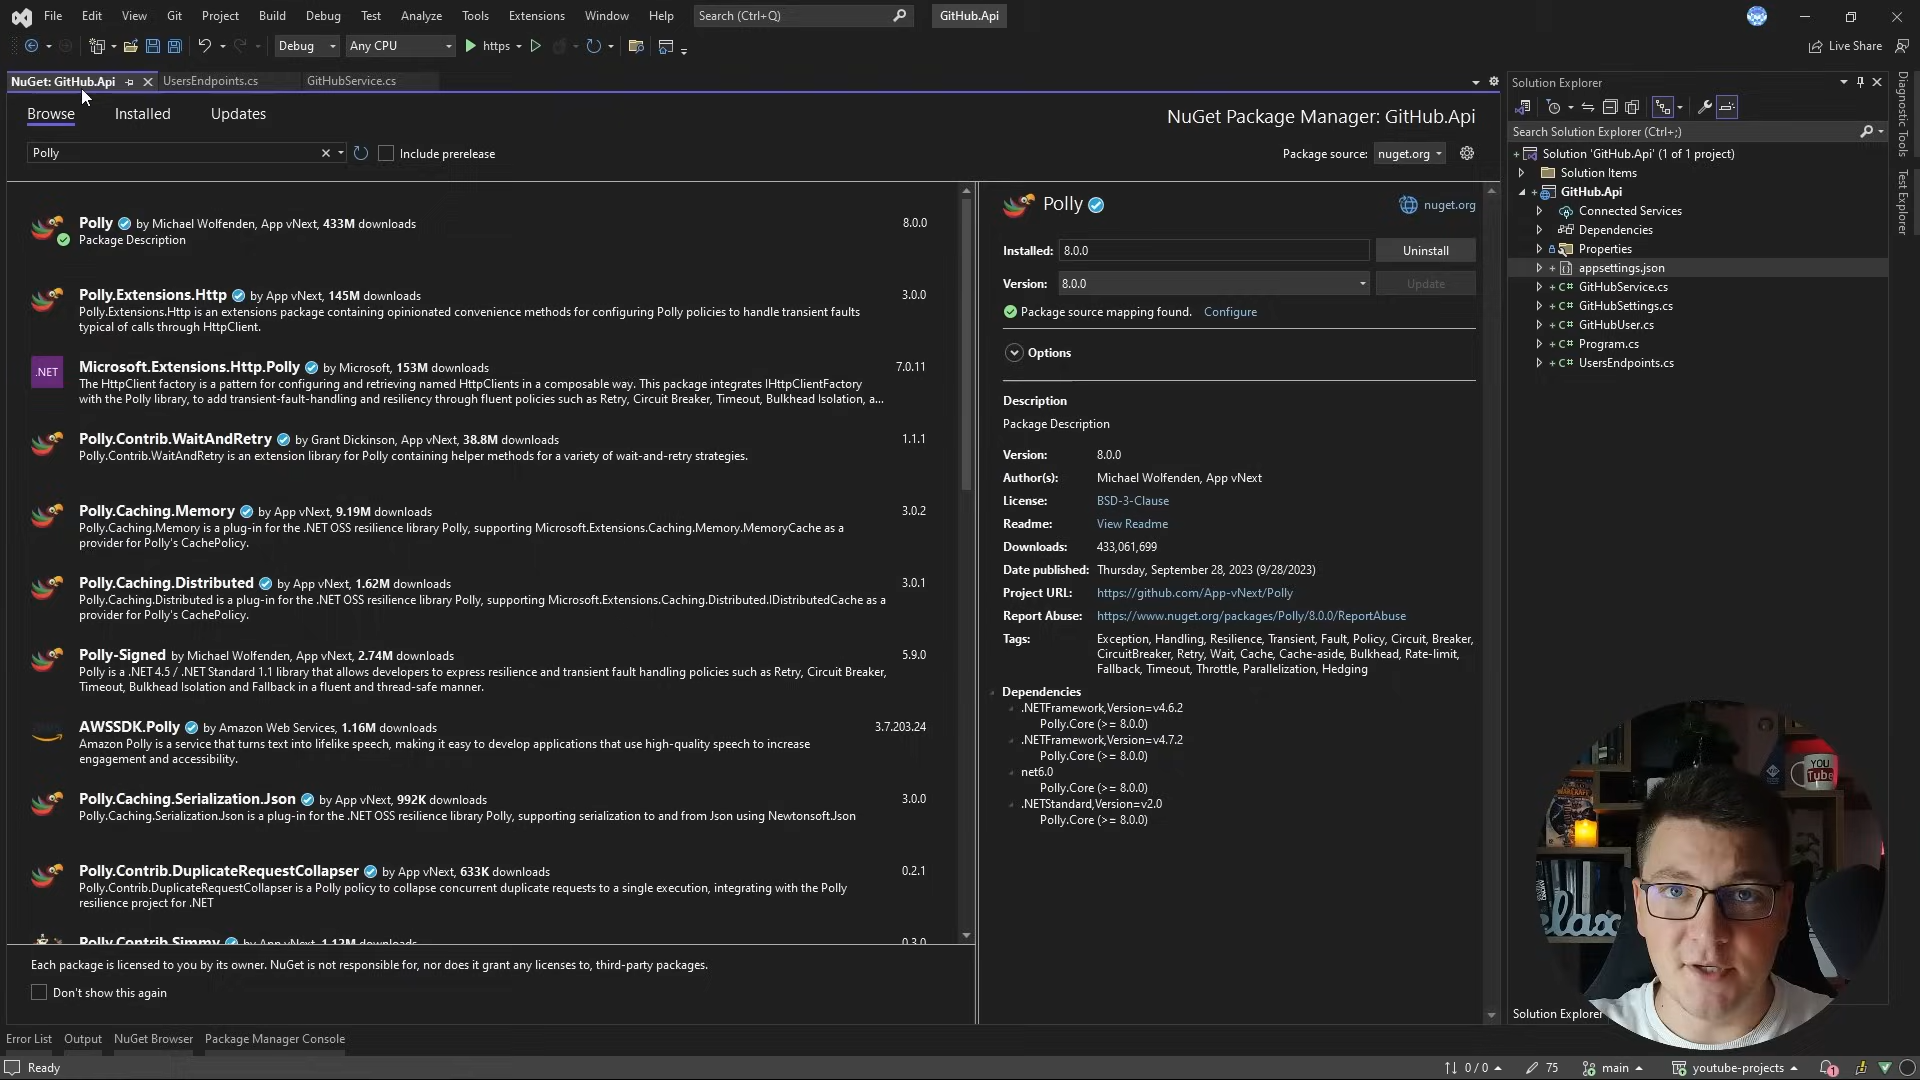 File Edit View Git Project Build Debug Test Analyze Tools Extensions Window Help Search (Ctrl+Q) GitHub.Api
Debug Any CPU https Live Share
NuGet: GitHub.Api UsersEndpoints.cs GitHubService.cs
Browse Installed Updates
NuGet Package Manager: GitHub.Api
Polly Include prerelease
Package source: nuget.org
Polly by Michael Wolfenden, App vNext, 433M downloads 8.0.0
Package Description
Polly.Extensions.Http by App vNext, 145M downloads 3.0.0
Polly.Extensions.Http is an extensions package containing opinionated convenience methods for configuring Polly policies to handle transient faults
typical of calls through HttpClient.
.NET
Microsoft.Extensions.Http.Polly by Microsoft, 153M downloads 7.0.11
The HttpClient factory is a pattern for configuring and retrieving named HttpClients in a composable way. This package integrates IHttpClientFactory
with the Polly library, to add transient-fault-handling and resiliency through fluent policies such as Retry, Circuit Breaker, Timeout, Bulkhead Isolation, a...
Polly.Contrib.WaitAndRetry by Grant Dickinson, App vNext, 38.8M downloads 1.1.1
Polly.Contrib.WaitAndRetry is an extension library for Polly containing helper methods for a variety of wait-and-retry strategies.
Polly.Caching.Memory by App vNext, 9.19M downloads 3.0.2
Polly.Caching.Memory is a plug-in for the .NET OSS resilience library Polly, supporting Microsoft.Extensions.Caching.Memory.MemoryCache as a
provider for Polly's CachePolicy.
Polly.Caching.Distributed by App vNext, 1.62M downloads 3.0.1
Polly.Caching.Distributed is a plug-in for the .NET OSS resilience library Polly, supporting Microsoft.Extensions.Caching.Distributed.IDistributedCache as a
provider for Polly's CachePolicy.
Polly-Signed by Michael Wolfenden, App vNext, 2.74M downloads 5.9.0
Polly is a .NET 4.5 / .NET Standard 1.1 library that allows developers to express resilience and transient fault handling policies such as Retry, Circuit Breaker,
Timeout, Bulkhead Isolation and Fallback in a fluent and thread-safe manner.
AWSSDK.Polly by Amazon Web Services, 1.16M downloads 3.7.203.24
Amazon Polly is a service that turns text into lifelike speech, making it easy to develop applications that use high-quality speech to increase
engagement and accessibility.
Polly.Caching.Serialization.Json by App vNext, 992K downloads 3.0.0
Polly.Caching.Serialization.Json is a plug-in for the .NET OSS resilience library Polly, supporting serialization to and from Json using Newtonsoft.Json
Polly.Contrib.DuplicateRequestCollapser by App vNext, 633K downloads 0.2.1
Polly.Contrib.DuplicateRequestCollapser is a Polly policy to collapse concurrent duplicate requests to a single execution, integrating with the Polly
resilience project for .NET
Polly.Contrib.Simmy by App vNext, 1.12M downloads 0.3.0
Each package is licensed to you by its owner. NuGet is not responsible for, nor does it grant any licenses to, third-party packages.
Don't show this again
Polly nuget.org
Installed: 8.0.0 Uninstall
Version: 8.0.0 Update
Package source mapping found. Configure
Options
Description
Package Description
Version: 8.0.0
Author(s): Michael Wolfenden, App vNext
License: BSD-3-Clause
Readme: View Readme
Downloads: 433,061,699
Date published: Thursday, September 28, 2023 (9/28/2023)
Project URL: https://github.com/App-vNext/Polly
Report Abuse: https://www.nuget.org/packages/Polly/8.0.0/ReportAbuse
Tags: Exception, Handling, Resilience, Transient, Fault, Policy, Circuit, Breaker,
CircuitBreaker, Retry, Wait, Cache, Cache-aside, Bulkhead, Rate-limit,
Fallback, Timeout, Throttle, Parallelization, Hedging
Dependencies
.NETFramework,Version=v4.6.2
Polly.Core (>= 8.0.0)
.NETFramework,Version=v4.7.2
Polly.Core (>= 8.0.0)
net6.0
Polly.Core (>= 8.0.0)
.NETStandard,Version=v2.0
Polly.Core (>= 8.0.0)
Solution Explorer
Search Solution Explorer (Ctrl+;)
Solution 'GitHub.Api' (1 of 1 project)
Solution Items
GitHub.Api
Connected Services
Dependencies
Properties
appsettings.json
C# GitHubService.cs
C# GitHubSettings.cs
C# GitHubUser.cs
C# Program.cs
C# UsersEndpoints.cs
Diagnostic Tools
Test Explorer
YOU
Tube
relax
Solution Explorer
Error List Output NuGet Browser Package Manager Console
Ready 0 / 0 75 main youtube-projects 1